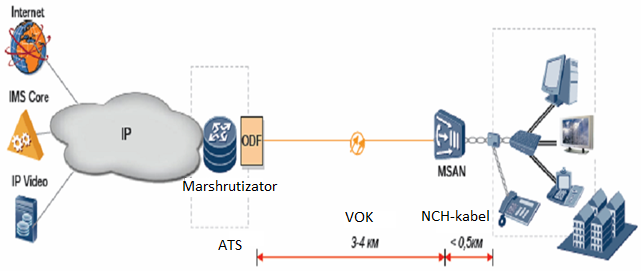 Internet
IMS Core
IP
IP Video
ODF
Marshrutizator
MSAN
ATS
VOK
NCH-kabel
3-4 км
< 0,5км